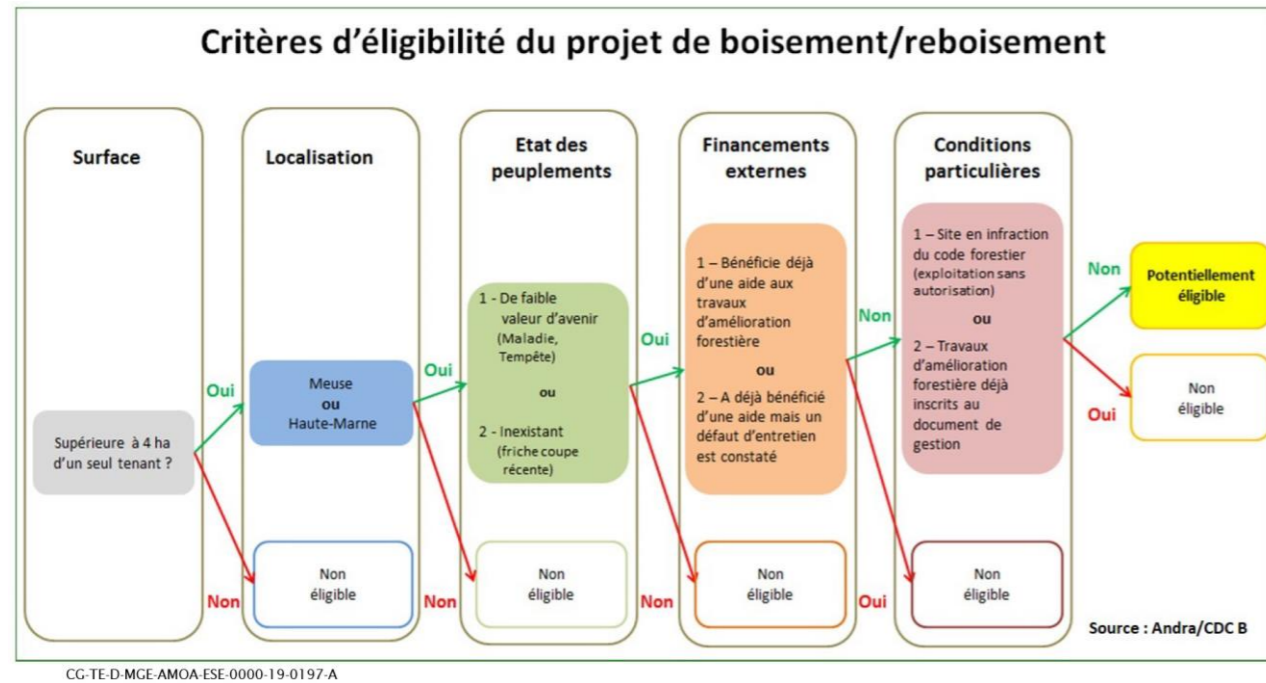 Critères d’éligibilité du projet de boisement/reboisement
Surface
Supérieure à 4 ha
d’un seul tenant ?
Oui
Non
Localisation
Meuse
ou
Haute-Marne
Non
éligible
Oui
Non
Etat des
peuplements
1 - De faible
valeur d’avenir
(Maladie,
Tempête)
ou
2 - Inexistant
(friche coupe
récente)
Non
éligible
Oui
Non
Financements
externes
1 – Bénéficie déjà
d’une aide aux
travaux
d’amélioration
forestière
ou
2 – A déjà bénéficié
d’une aide mais un
défaut d’entretien
est constaté
Non
éligible
Non
Oui
Conditions
particulières
1 – Site en infraction
du code forestier
(exploitation sans
autorisation)
ou
2 – Travaux
d’amélioration
forestière déjà
inscrits au
document de
gestion
Non
éligible
Non
Oui
Potentiellement
éligible
Non
éligible
Source : Andra/CDC B
CG-TE-D-MGE-AMOA-ESE-0000-19-0197-A